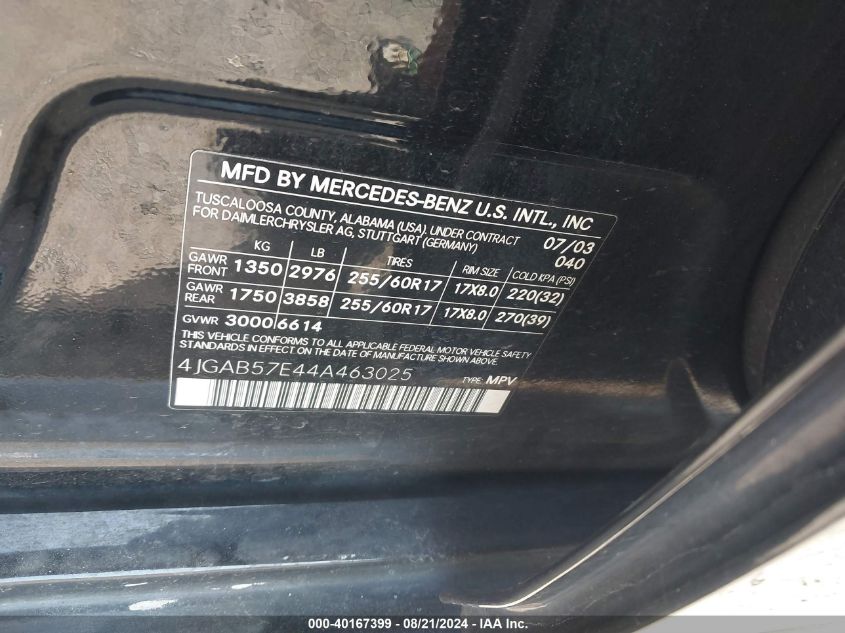 MFD BY MERCEDES-BENZ U.S. INTL., INC
TUSCALOOSA COUNTY, ALABAMA (USA), UNDER CONTRACT 07/03
FOR DAIMLERCHRYSLER AG, STUTTGART (GERMANY) 040
KG LB TIRES RIM SIZE COLD KPA (PSI)
GAWR FRONT 1350 2976 255/60R17 17X8.0 220(32)
GAWR REAR 1750 3858 255/60R17 17X8.0 270(39)
GVWR 3000 6614
THIS VEHICLE CONFORMS TO ALL APPLICABLE FEDERAL MOTOR VEHICLE SAFETY
STANDARDS IN EFFECT ON THE DATE OF MANUFACTURE SHOWN ABOVE.
4JGAB57E44A463025 TYPE: MPV
000-40167399 - 08/21/2024 - IAA Inc.